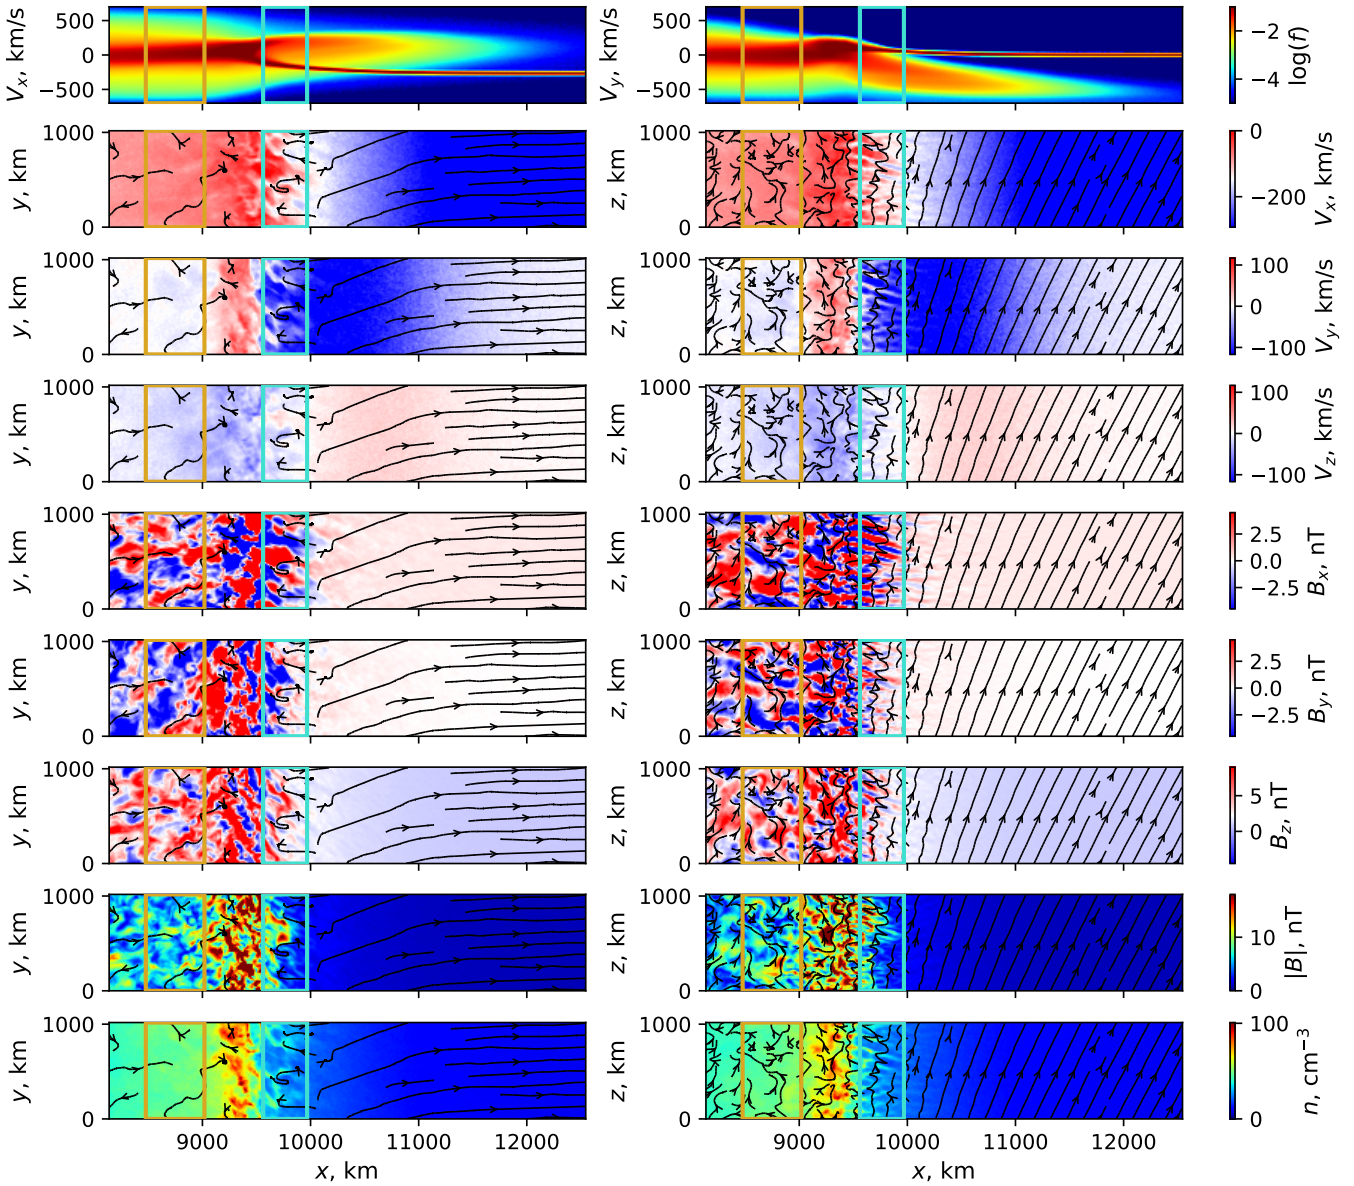 V_x, km/s 500 0 −500
V_y, km/s 500 0 −500
log(f) −2 −4
y, km 1000 0
z, km 1000 0
V_x, km/s 0 −200
y, km 1000 0
z, km 1000 0
V_y, km/s 100 0 −100
y, km 1000 0
z, km 1000 0
V_z, km/s 100 0 −100
y, km 1000 0
z, km 1000 0
B_x, nT 2.5 0.0 −2.5
y, km 1000 0
z, km 1000 0
B_y, nT 2.5 0.0 −2.5
y, km 1000 0
z, km 1000 0
B_z, nT 5 0
y, km 1000 0
z, km 1000 0
|B|, nT 10 0
y, km 1000 0
z, km 1000 0
n, cm⁻³ 100 0
9000 10000 11000 12000
9000 10000 11000 12000
x, km
x, km